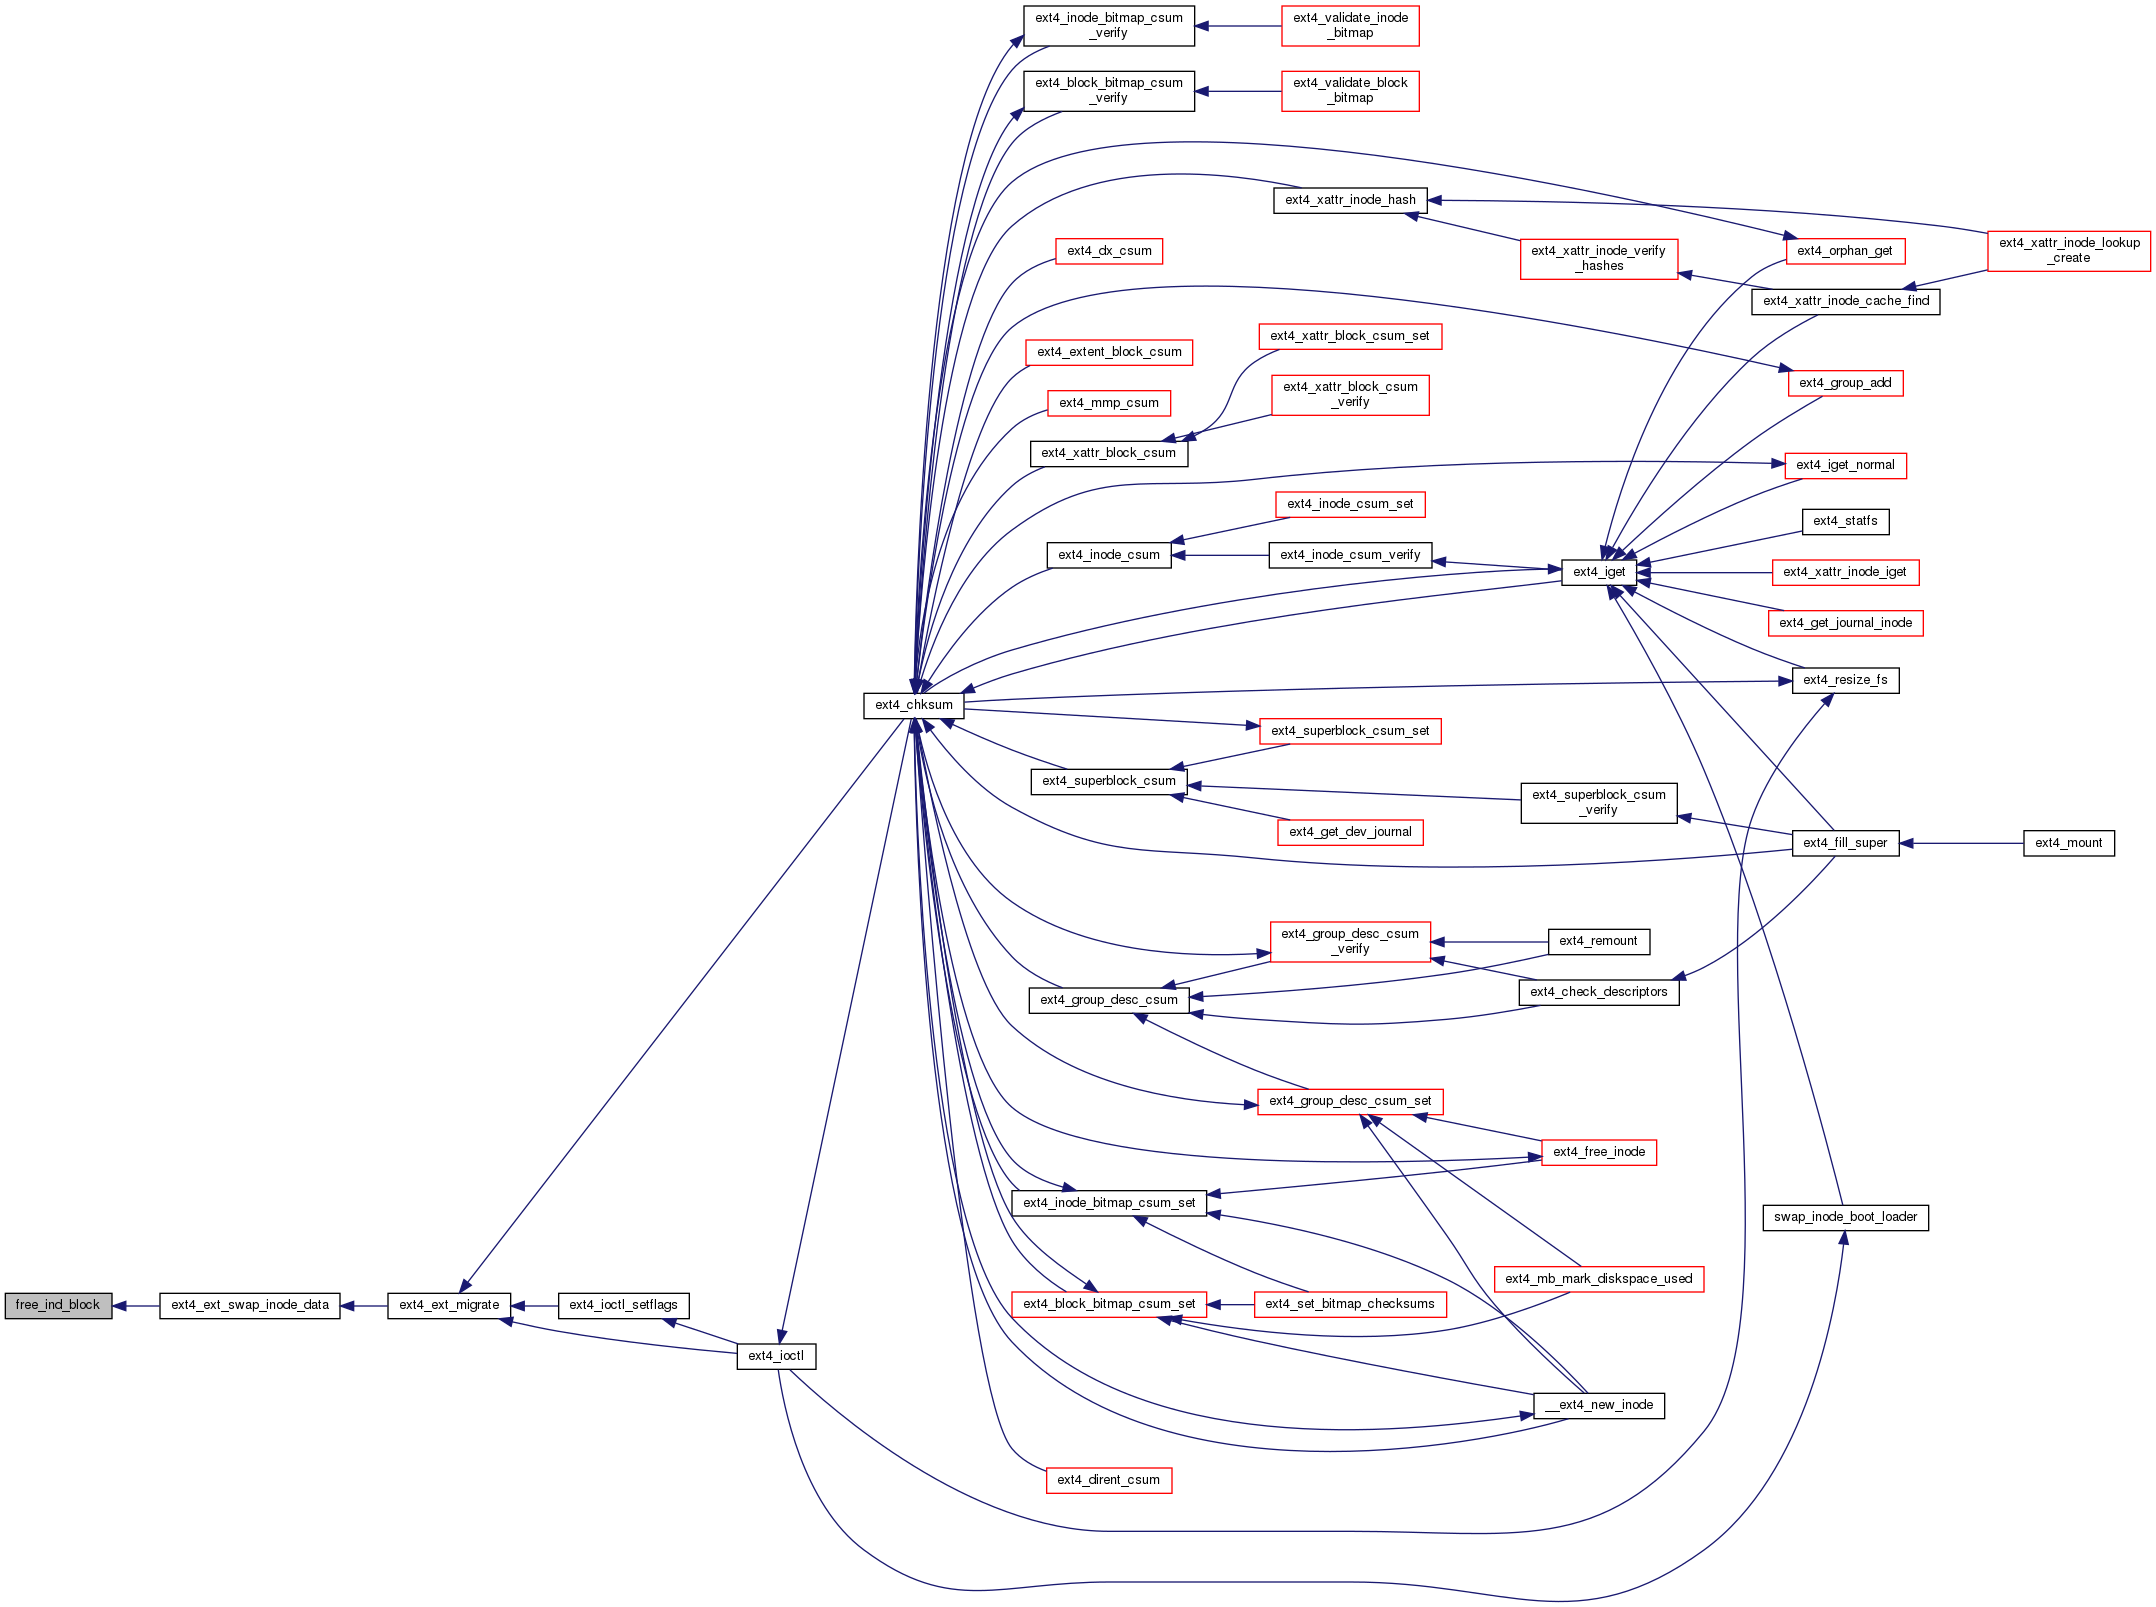 ext4_inode_bitmap_csum
_verify
ext4_validate_inode
_bitmap
ext4_block_bitmap_csum
_verify
ext4_validate_block
_bitmap
ext4_xattr_inode_hash
ext4_dx_csum
ext4_xattr_inode_verify
_hashes
ext4_orphan_get
ext4_xattr_inode_lookup
_create
ext4_xattr_inode_cache_find
ext4_xattr_block_csum_set
ext4_extent_block_csum
ext4_xattr_block_csum
_verify
ext4_group_add
ext4_mmp_csum
ext4_xattr_block_csum
ext4_iget_normal
ext4_inode_csum_set
ext4_statfs
ext4_inode_csum
ext4_inode_csum_verify
ext4_iget
ext4_xattr_inode_iget
ext4_get_journal_inode
ext4_resize_fs
ext4_chksum
ext4_superblock_csum_set
ext4_superblock_csum
ext4_superblock_csum
_verify
ext4_get_dev_journal
ext4_fill_super
ext4_mount
ext4_group_desc_csum
_verify
ext4_remount
ext4_group_desc_csum
ext4_check_descriptors
ext4_group_desc_csum_set
ext4_free_inode
ext4_inode_bitmap_csum_set
swap_inode_boot_loader
ext4_mb_mark_diskspace_used
free_ind_block
ext4_ext_swap_inode_data
ext4_ext_migrate
ext4_ioctl_setflags
ext4_block_bitmap_csum_set
ext4_set_bitmap_checksums
ext4_ioctl
__ext4_new_inode
ext4_dirent_csum